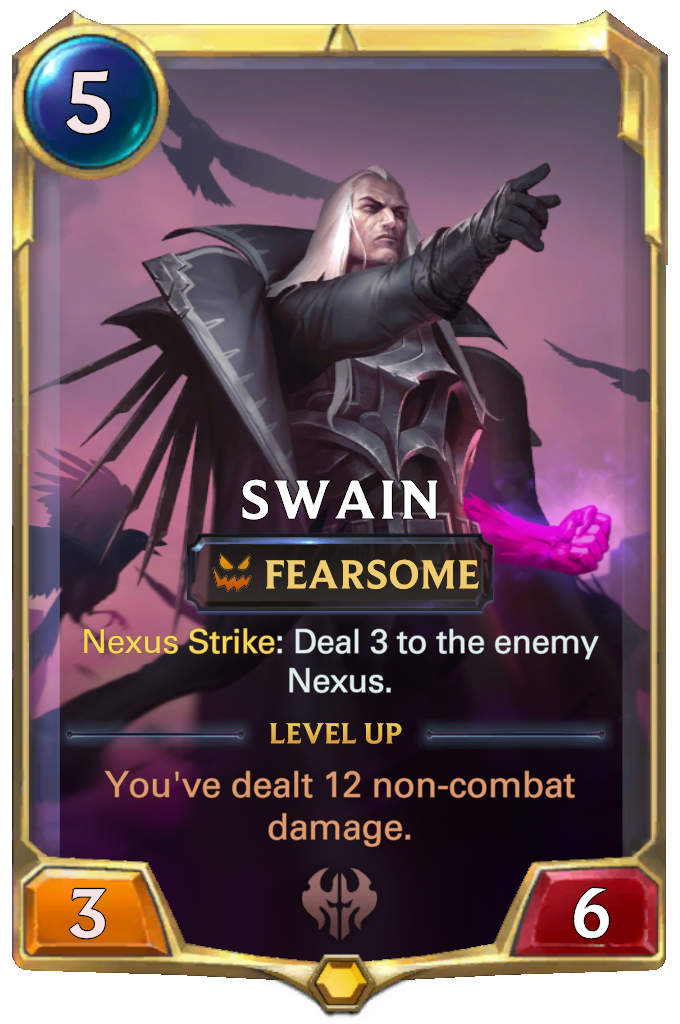 5
SWAIN
FEARSOME
Nexus Strike: Deal 3 to the enemy
Nexus.
LEVEL UP
You've dealt 12 non-combat
damage.
3
6